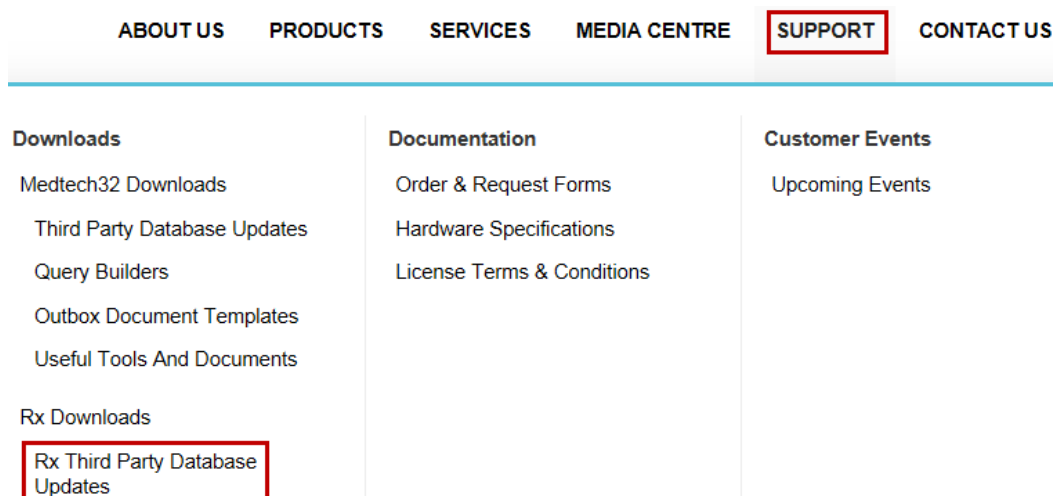 ABOUT US PRODUCTS SERVICES MEDIA CENTRE SUPPORT CONTACT US
Downloads
Medtech32 Downloads
Third Party Database Updates
Query Builders
Outbox Document Templates
Useful Tools And Documents
Rx Downloads
Rx Third Party Database
Updates
Documentation
Order & Request Forms
Hardware Specifications
License Terms & Conditions
Customer Events
Upcoming Events